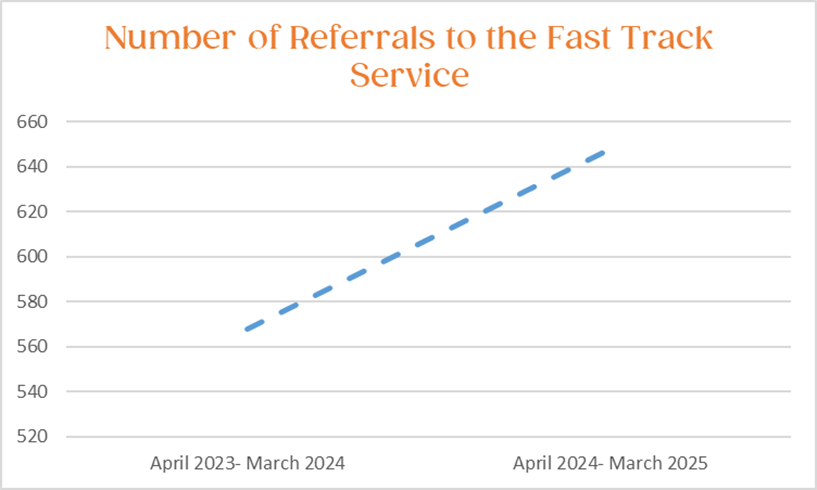 Number of Referrals to the Fast Track
Service
660
640
620
600
580
560
540
520
April 2023- March 2024
April 2024- March 2025